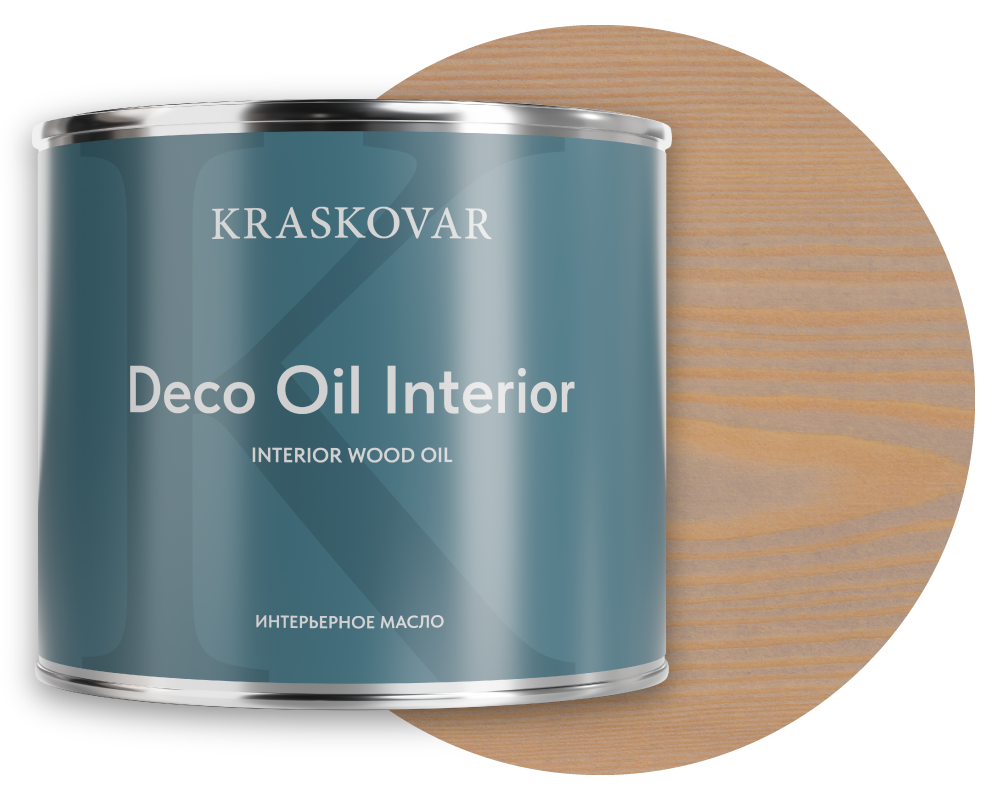 KRASKOVAR
Deco Oil Interior
INTERIOR WOOD OIL
ИНТЕРЬЕРНОЕ МАСЛО